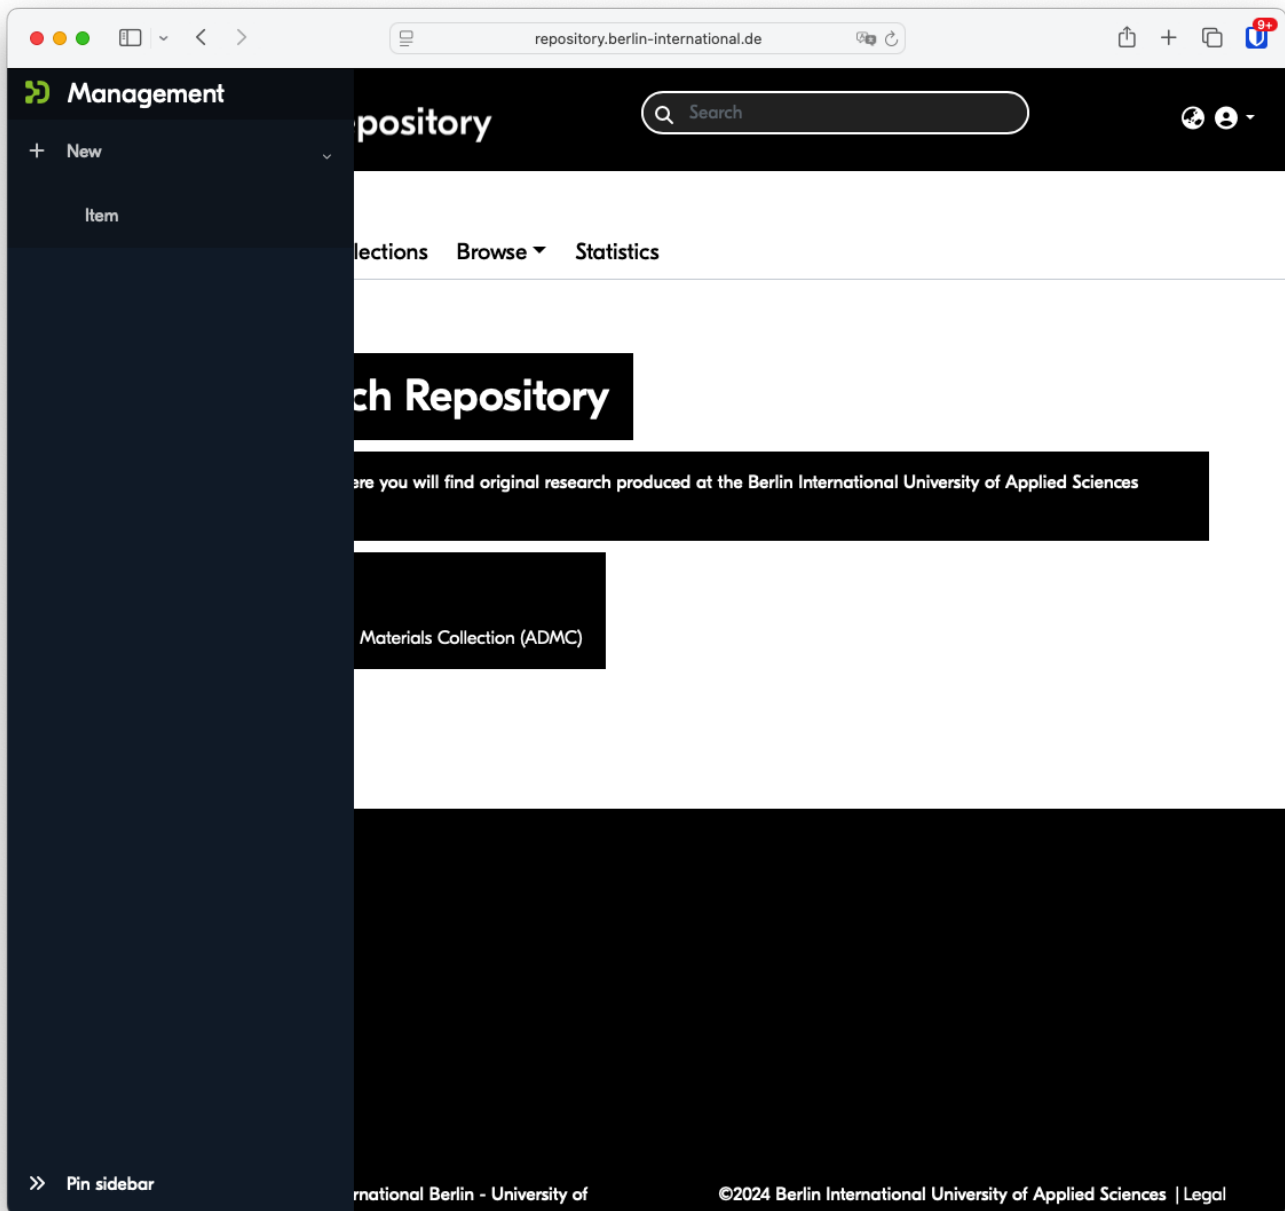 repository.berlin-international.de
9+
Management
pository
Search
New
Item
lections Browse Statistics
ch Repository
ere you will find original research produced at the Berlin International University of Applied Sciences
Materials Collection (ADMC)
Pin sidebar
rnational Berlin - University of
©2024 Berlin International University of Applied Sciences | Legal